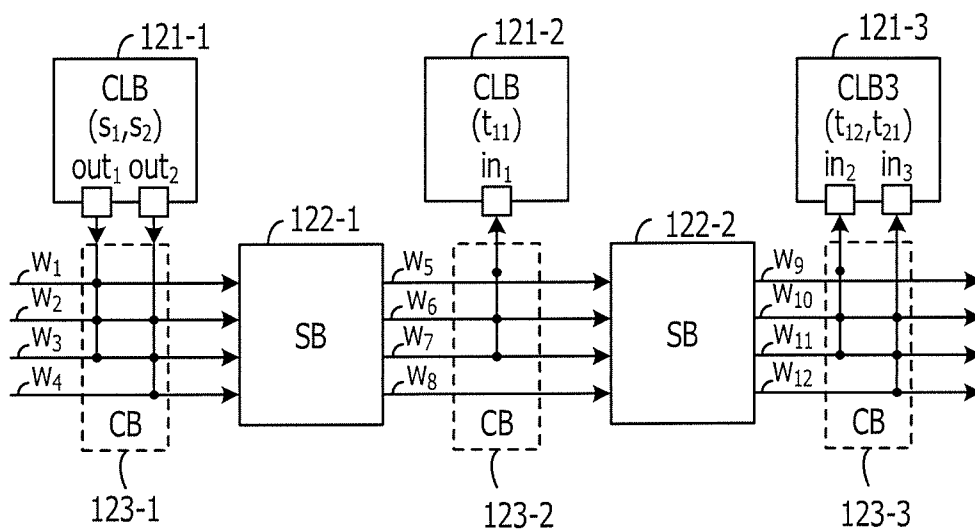 121-1
121-2
121-3
CLB
(s₁,s₂)
out₁ out₂
CLB
(t₁₁)
in₁
CLB3
(t₁₂,t₂₁)
in₂ in₃
122-1
122-2
W₁
W₂
W₃
W₄
SB
W₅
W₆
W₇
W₈
SB
W₉
W₁₀
W₁₁
W₁₂
CB
CB
CB
123-1
123-2
123-3